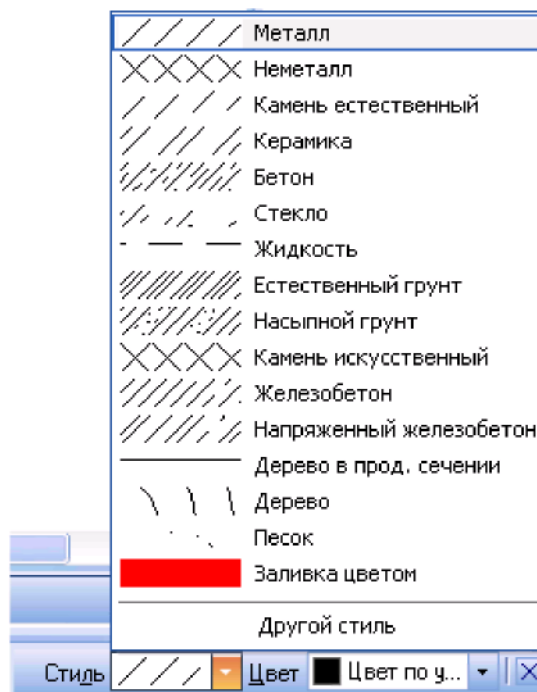 Металл
Неметалл
Камень естественный
Керамика
Бетон
Стекло
Жидкость
Естественный грунт
Насыпной грунт
Камень искусственный
Железобетон
Напряженный железобетон
Дерево в прод. сечении
Дерево
Песок
Заливка цветом
Другой стиль
Стиль Цвет Цвет по у...